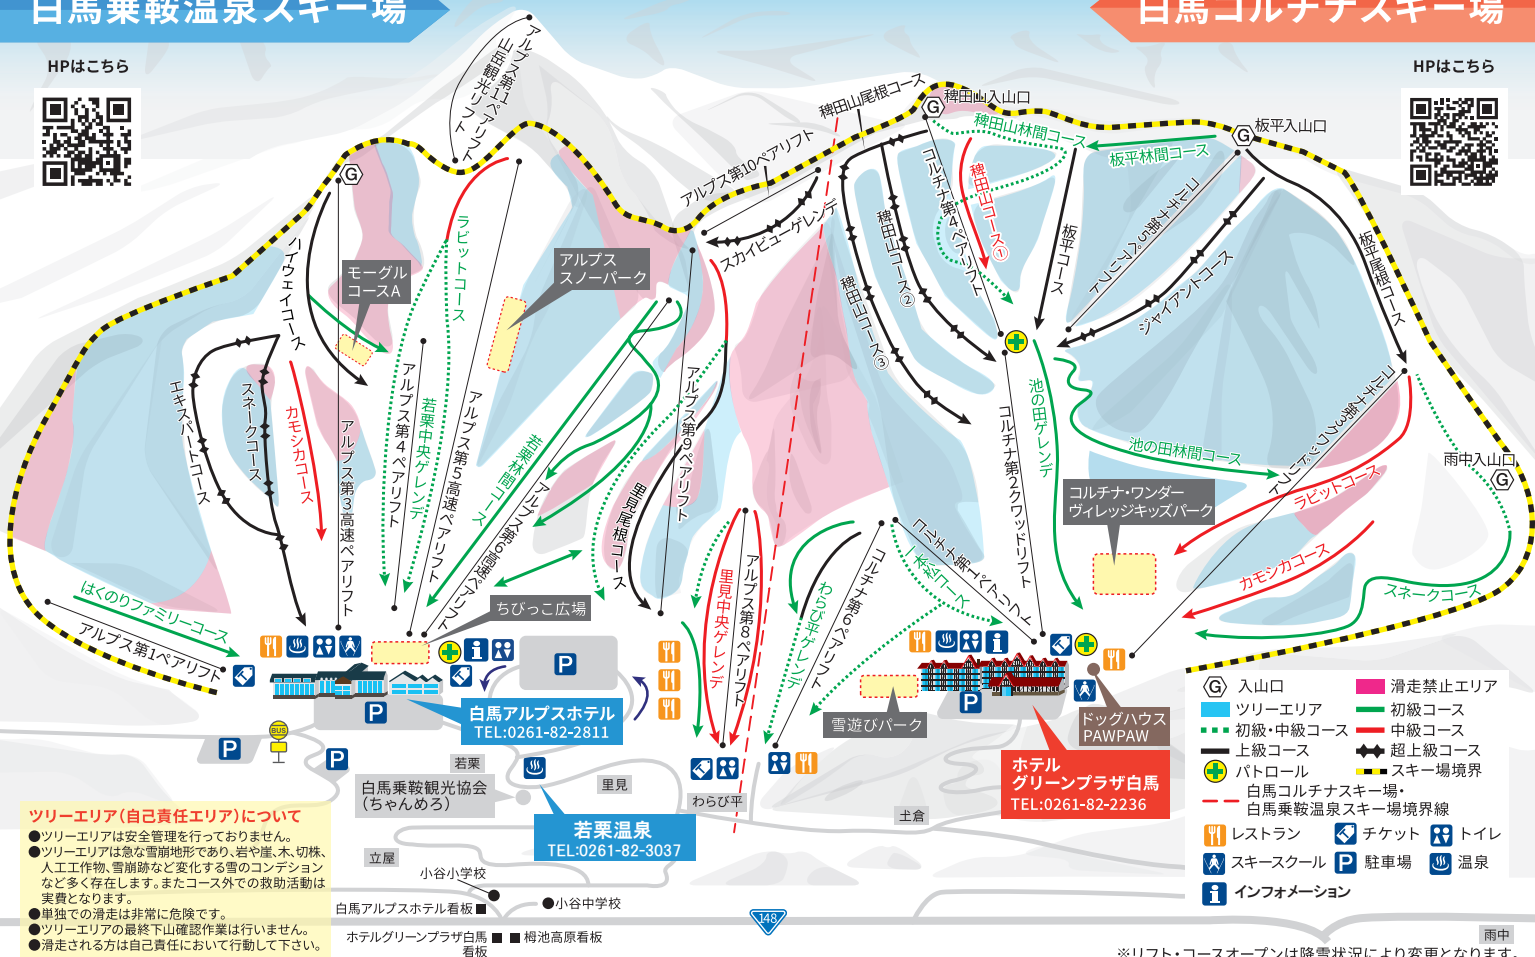 白馬乗鞍温泉スキー場
白馬コルチナスキー場
HPはこちら
HPはこちら
アルプス第11ペアリフト
山岳観光リフト
稗田山尾根コース
稗田山入山口
板平入山口
稗田山林間コース
板平林間コース
アルプス第10ペアリフト
スカイビューゲレンデ
稗田山コース①
稗田山コース②
稗田山コース③
コルチナ第4ペアリフト
板平コース
コルチナ第5ペアリフト
ジャイアントコース
板平尾根コース
ハイウェイコース
モーグル
コースA
ラビットコース
アルプス
スノーパーク
エキスパートコース
スネークコース
カモシカコース
アルプス第3高速ペアリフト
アルプス第4ペアリフト
若栗中央ゲレンデ
アルプス第5高速ペアリフト
若栗林間コース
アルプス第6高速ペアリフト
アルプス第9ペアリフト
里見尾根コース
池の田ゲレンデ
コルチナ第2クワッドリフト
池の田林間コース
コルチナ第3クワッドリフト
雨中入山口
コルチナ・ワンダー
ヴィレッジキッズパーク
ラビットコース
カモシカコース
スネークコース
はくのりファミリーコース
アルプス第1ペアリフト
ちびっこ広場
里見中央ゲレンデ
アルプス第8ペアリフト
わらび平ゲレンデ
コルチナ第6ペアリフト
一本松コース
コルチナ第1ペアリフト
雪遊びパーク
白馬アルプスホテル
TEL:0261-82-2811
ドッグハウス
PAWPAW
ホテル
グリーンプラザ白馬
TEL:0261-82-2236
BUS
若栗
里見
わらび平
白馬乗鞍観光協会
(ちゃんめろ)
若栗温泉
TEL:0261-82-3037
立屋
土倉
小谷小学校
白馬アルプスホテル看板
小谷中学校
ホテルグリーンプラザ白馬
看板
栂池高原看板
148
雨中
ツリーエリア(自己責任エリア)について
●ツリーエリアは安全管理を行っておりません。
●ツリーエリアは急な雪崩地形であり、岩や崖、木、切株、
人工工作物、雪崩跡など変化する雪のコンデション
など多く存在します。またコース外での救助活動は
実費となります。
●単独での滑走は非常に危険です。
●ツリーエリアの最終下山確認作業は行いません。
●滑走される方は自己責任において行動して下さい。
G 入山口
滑走禁止エリア
ツリーエリア
初級コース
初級・中級コース
中級コース
上級コース
超上級コース
パトロール
スキー場境界
白馬コルチナスキー場・
白馬乗鞍温泉スキー場境界線
レストラン
チケット
トイレ
スキースクール
駐車場
温泉
インフォメーション
※リフト・コースオープンは降雪状況により変更となります。